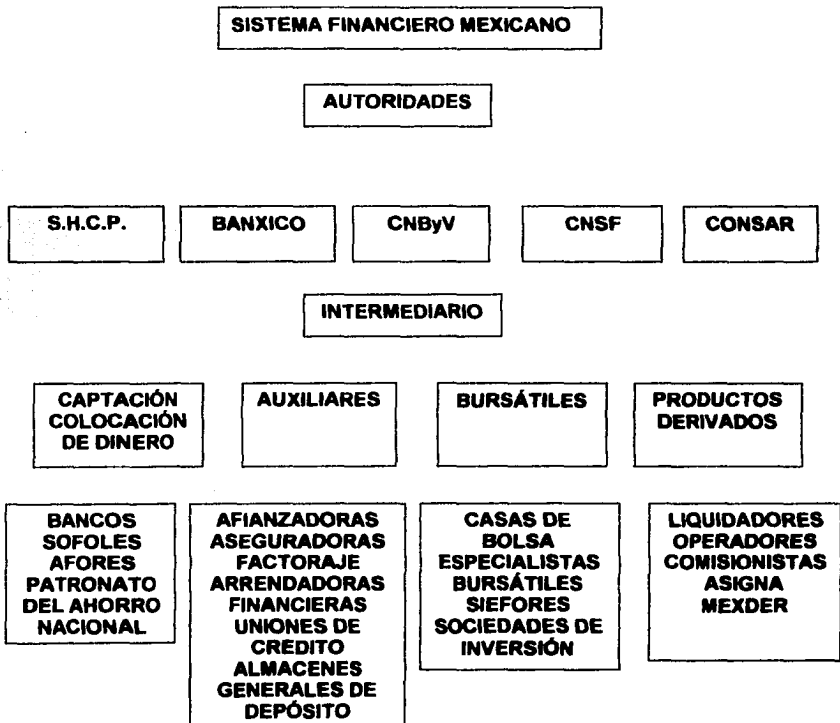 SISTEMA FINANCIERO MEXICANO
AUTORIDADES
S.H.C.P.
BANXICO
CNByV
CNSF
CONSAR
INTERMEDIARIO
CAPTACIÓN
COLOCACIÓN
DE DINERO
AUXILIARES
BURSÁTILES
PRODUCTOS
DERIVADOS
BANCOS
SOFOLES
AFORES
PATRONATO
DEL AHORRO
NACIONAL
AFIANZADORAS
ASEGURADORAS
FACTORAJE
ARRENDADORAS
FINANCIERAS
UNIONES DE
CREDITO
ALMACENES
GENERALES DE
DEPÓSITO
CASAS DE
BOLSA
ESPECIALISTAS
BURSÁTILES
SIEFORES
SOCIEDADES DE
INVERSIÓN
LIQUIDADORES
OPERADORES
COMISIONISTAS
ASIGNA
MEXDER